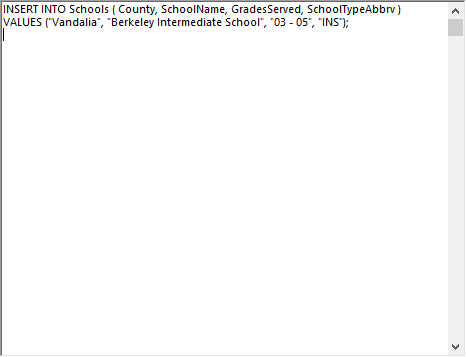 INSERT INTO Schools ( County, SchoolName, GradesServed, SchoolTypeAbbrv )
VALUES ("Vandalia", "Berkeley Intermediate School", "03 - 05", "INS");